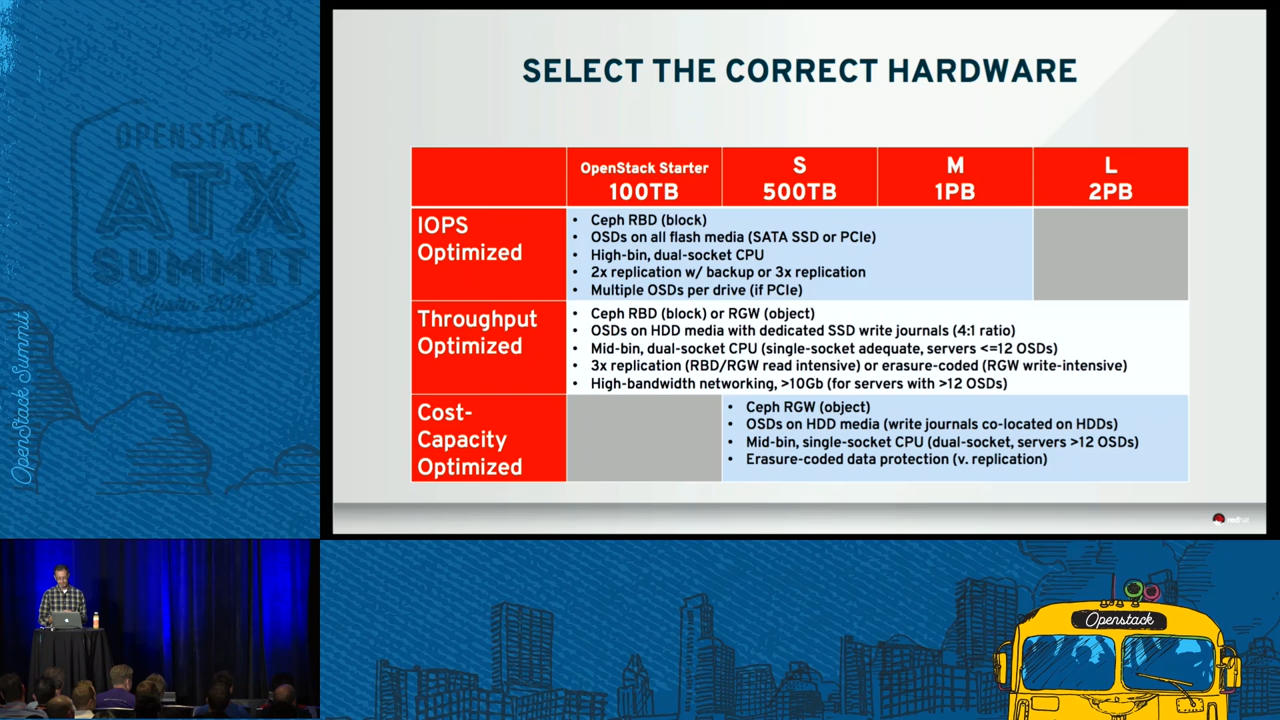 OPENSTACK
ATX
SUMMIT
Austin 2016
OpenStack Summit
SELECT THE CORRECT HARDWARE
OpenStack Starter
100TB
S
500TB
M
1PB
L
2PB
IOPS
Optimized
• Ceph RBD (block)
• OSDs on all flash media (SATA SSD or PCIe)
• High-bin, dual-socket CPU
• 2x replication w/ backup or 3x replication
• Multiple OSDs per drive (if PCIe)
Throughput
Optimized
• Ceph RBD (block) or RGW (object)
• OSDs on HDD media with dedicated SSD write journals (4:1 ratio)
• Mid-bin, dual-socket CPU (single-socket adequate, servers <=12 OSDs)
• 3x replication (RBD/RGW read intensive) or erasure-coded (RGW write-intensive)
• High-bandwidth networking, >10Gb (for servers with >12 OSDs)
Cost-
Capacity
Optimized
• Ceph RGW (object)
• OSDs on HDD media (write journals co-located on HDDs)
• Mid-bin, single-socket CPU (dual-socket, servers >12 OSDs)
• Erasure-coded data protection (v. replication)
redhat
Openstack